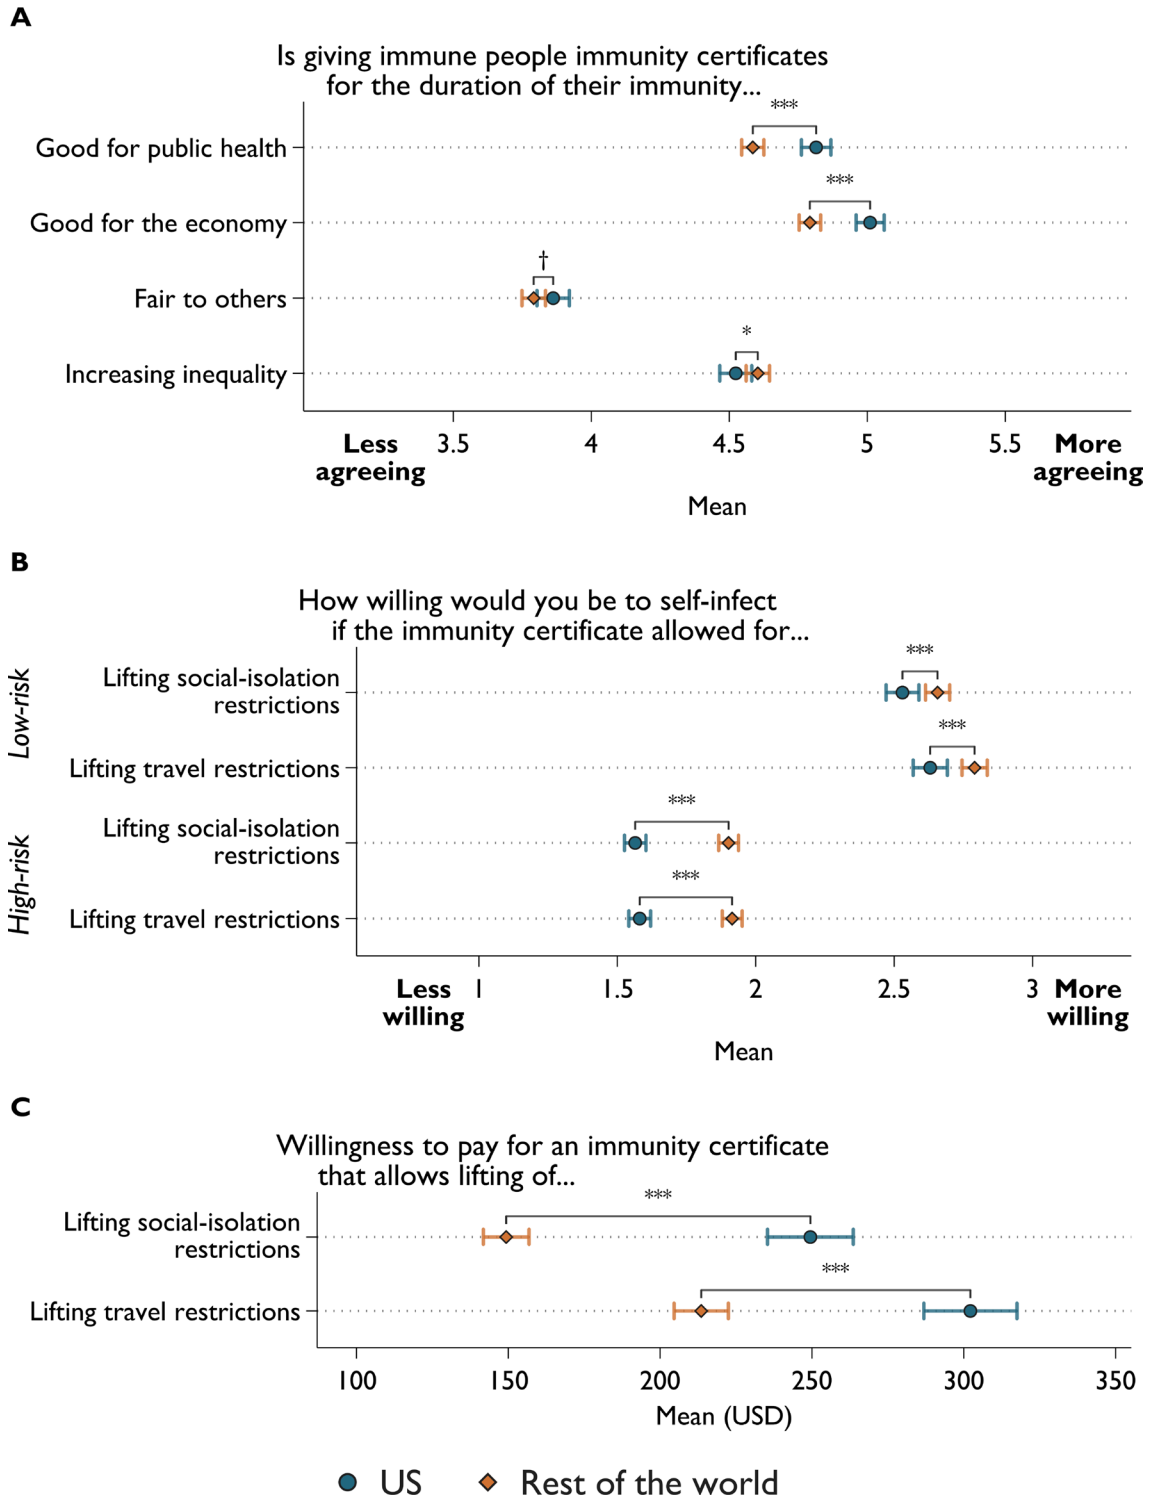 A
Is giving immune people immunity certificates
for the duration of their immunity...
***
Good for public health
***
Good for the economy
†
Fair to others
*
Increasing inequality
Less
agreeing
3.5
4
4.5
5
5.5
More
agreeing
Mean
B
How willing would you be to self-infect
if the immunity certificate allowed for...
Low-risk
***
Lifting social-isolation
restrictions
***
Lifting travel restrictions
High-risk
***
Lifting social-isolation
restrictions
***
Lifting travel restrictions
Less
willing
1
1.5
2
2.5
3
More
willing
Mean
C
Willingness to pay for an immunity certificate
that allows lifting of...
***
Lifting social-isolation
restrictions
***
Lifting travel restrictions
100
150
200
250
300
350
Mean (USD)
US
Rest of the world